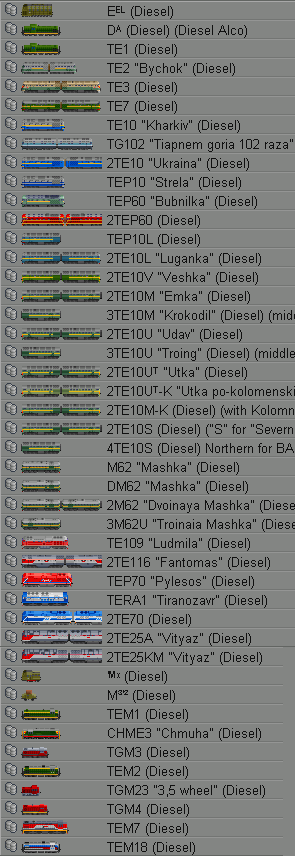 Eᴱᴸ (Diesel)
Dᴬ (Diesel) (Diesel Alco)
TE1 (Diesel)
TE2 "Bychok" (Diesel)
TE3 (Diesel)
TE7 (Diesel)
TE10 "Kharkiv" (Diesel)
TG102 "Tiapnem goria 102 raza"
2TE10 "Ukraina" (Diesel)
TEP10 "Strela" (Diesel)
TEP60 "Bubnilka" (Diesel)
2TEP60 (Diesel)
TEP10L (Diesel)
2TE10L "Luganka" (Diesel)
2TE10V "Veshka" (Diesel)
2TE10M "Emka" (Diesel)
3TE10M "Krokodil" (Diesel) (midd
2TE10U "Udav" (Diesel)
3TE10U "Troing" (Diesel) (middle
2TE10Uᵀ "Utka" (Diesel)
2TE10UT-K "Utka po-kolomenski
2TE10M-K (Diesel) (with Kolomn
2TE10S (Diesel) ("S" for "Severn
4TE10S (Diesel) Northern for BA
M62 "Mashka" (Diesel)
DM62 "Mashka" (Diesel)
2M62 "Dvoinaya Mashka" (Diese
3M62U "Troinaia Mashka" (Diese
TE109 "Ludmila" (Diesel)
2TE116 "Fantomas" (Diesel)
TEP70 "Pylesos" (Diesel)
TERA1 "Tiranozavr" (Diesel)
2TE70 (Diesel)
2TE25A "Vityaz" (Diesel)
2TE25KM "Vityaz" (Diesel)
(Diesel)
(Diesel)
TEM1 (Diesel)
CHME3 "Chmuha" (Diesel)
TGM3 (Diesel)
TEM2 (Diesel)
TGM23 "3,5 wheel" (Diesel)
TGM4 (Diesel)
TEM7 (Diesel)
TEM18 (Diesel)